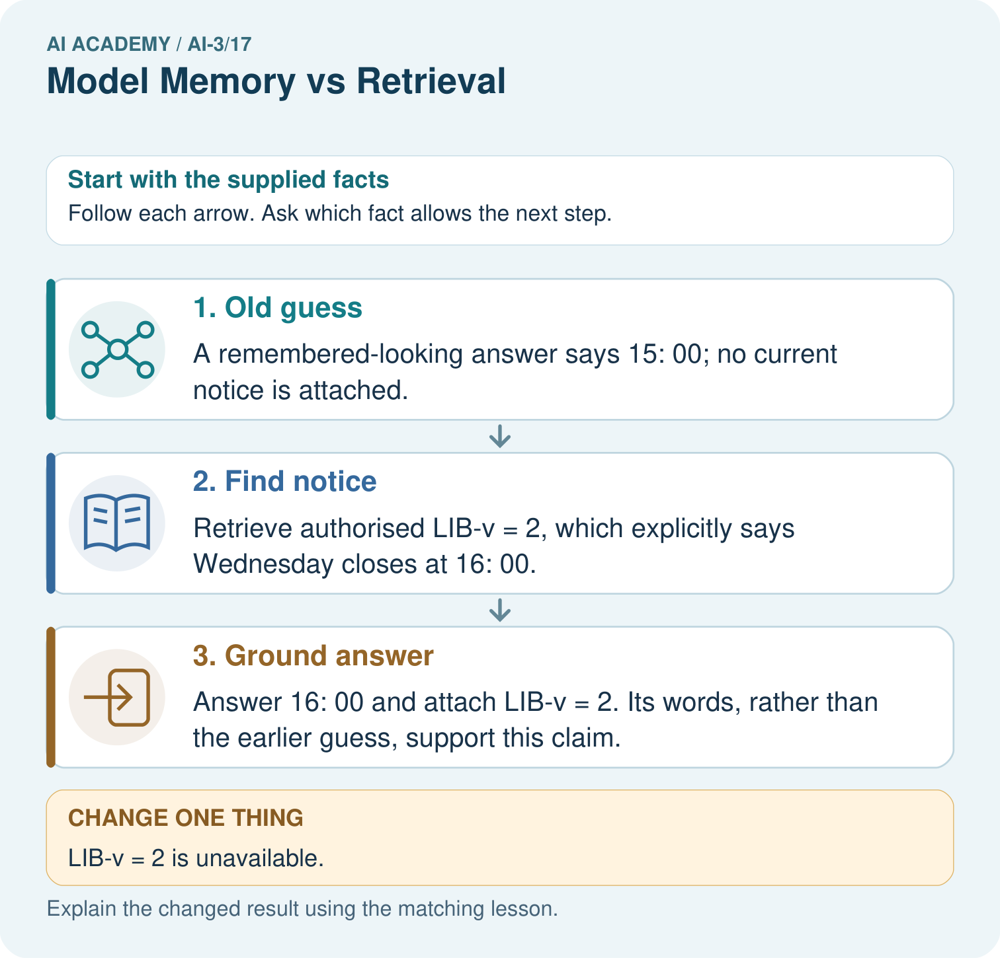 AI ACADEMY / AI-3/17
Model Memory vs Retrieval
Start with the supplied facts
Follow each arrow. Ask which fact allows the next step.
1. Old guess
A remembered-looking answer says 15: 00; no current
notice is attached.
2. Find notice
Retrieve authorised LIB-v = 2, which explicitly says
Wednesday closes at 16: 00.
3. Ground answer
Answer 16: 00 and attach LIB-v = 2. Its words, rather than
the earlier guess, support this claim.
CHANGE ONE THING
LIB-v = 2 is unavailable.
Explain the changed result using the matching lesson.